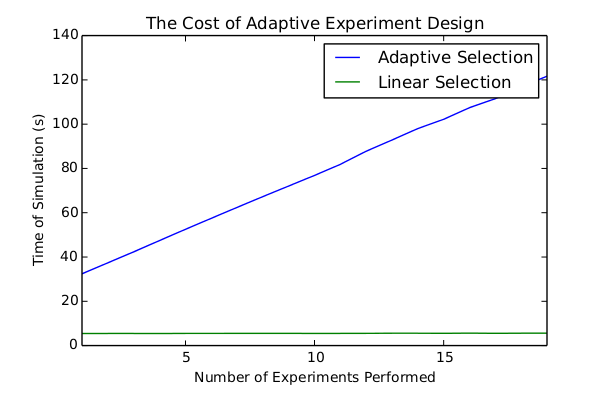 The Cost of Adaptive Experiment Design
Adaptive Selection
Linear Selection
140
120
100
80
60
40
20
0
Time of Simulation (s)
5 10 15
Number of Experiments Performed